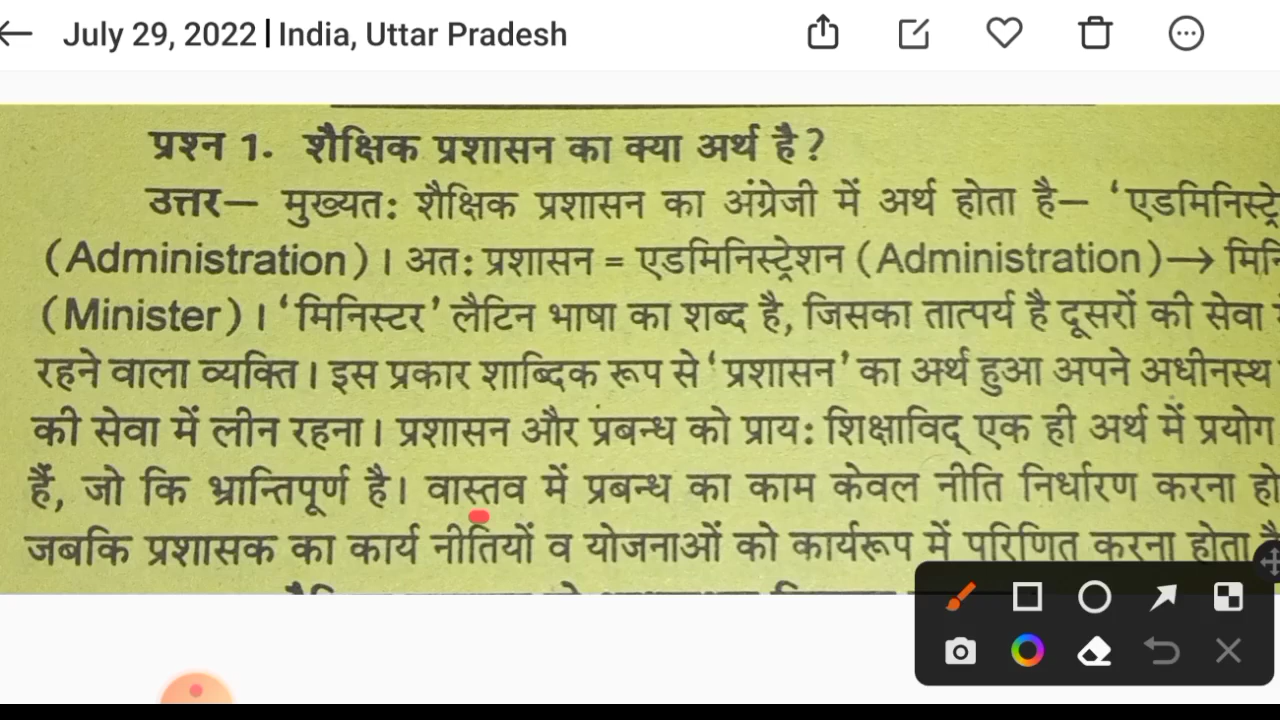 July 29, 2022 | India, Uttar Pradesh
प्रश्न 1. शैक्षिक प्रशासन का क्या अर्थ है?
उत्तर— मुख्यत: शैक्षिक प्रशासन का अंग्रेजी में अर्थ होता है— ‘एडमिनिस्ट्रे
(Administration)। अत: प्रशासन = एडमिनिस्ट्रेशन (Administration)→ मिनि
(Minister)। ‘मिनिस्टर’ लैटिन भाषा का शब्द है, जिसका तात्पर्य है दूसरों की सेवा
रहने वाला व्यक्ति। इस प्रकार शाब्दिक रूप से ‘प्रशासन’ का अर्थ हुआ अपने अधीनस्थ
की सेवा में लीन रहना। प्रशासन और प्रबन्ध को प्राय: शिक्षाविद् एक ही अर्थ में प्रयोग
हैं, जो कि भ्रान्तिपूर्ण है। वास्तव में प्रबन्ध का काम केवल नीति निर्धारण करना हो
जबकि प्रशासक का कार्य नीतियों व योजनाओं को कार्यरूप में परिणित करना होता है